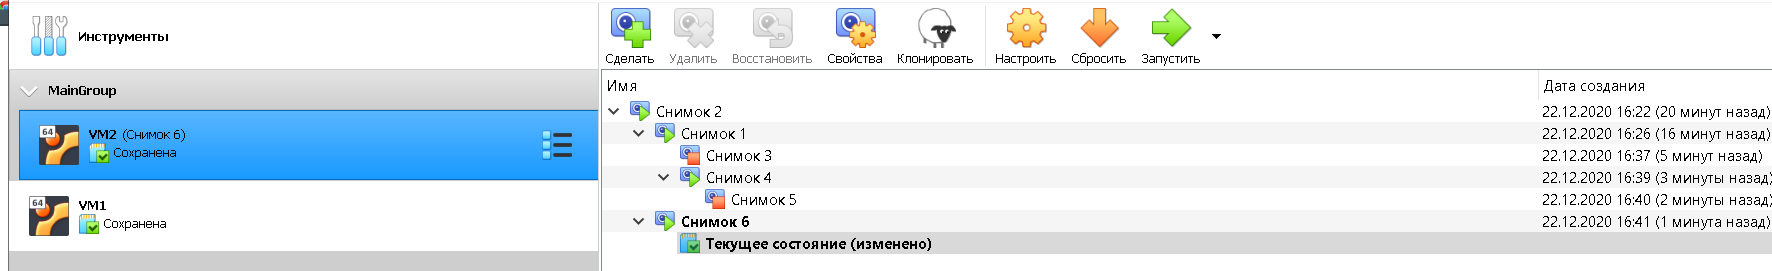 Инструменты
MainGroup
64
VM2 (Снимок 6)
Сохранена
64
VM1
Сохранена
Сделать Удалить Восстановить Свойства Клонировать Настроить Сбросить Запустить
Имя Дата создания
Снимок 2 22.12.2020 16:22 (20 минут назад)
Снимок 1 22.12.2020 16:26 (16 минут назад)
Снимок 3 22.12.2020 16:37 (5 минут назад)
Снимок 4 22.12.2020 16:39 (3 минуты назад)
Снимок 5 22.12.2020 16:40 (2 минуты назад)
Снимок 6 22.12.2020 16:41 (1 минута назад)
Текущее состояние (изменено)